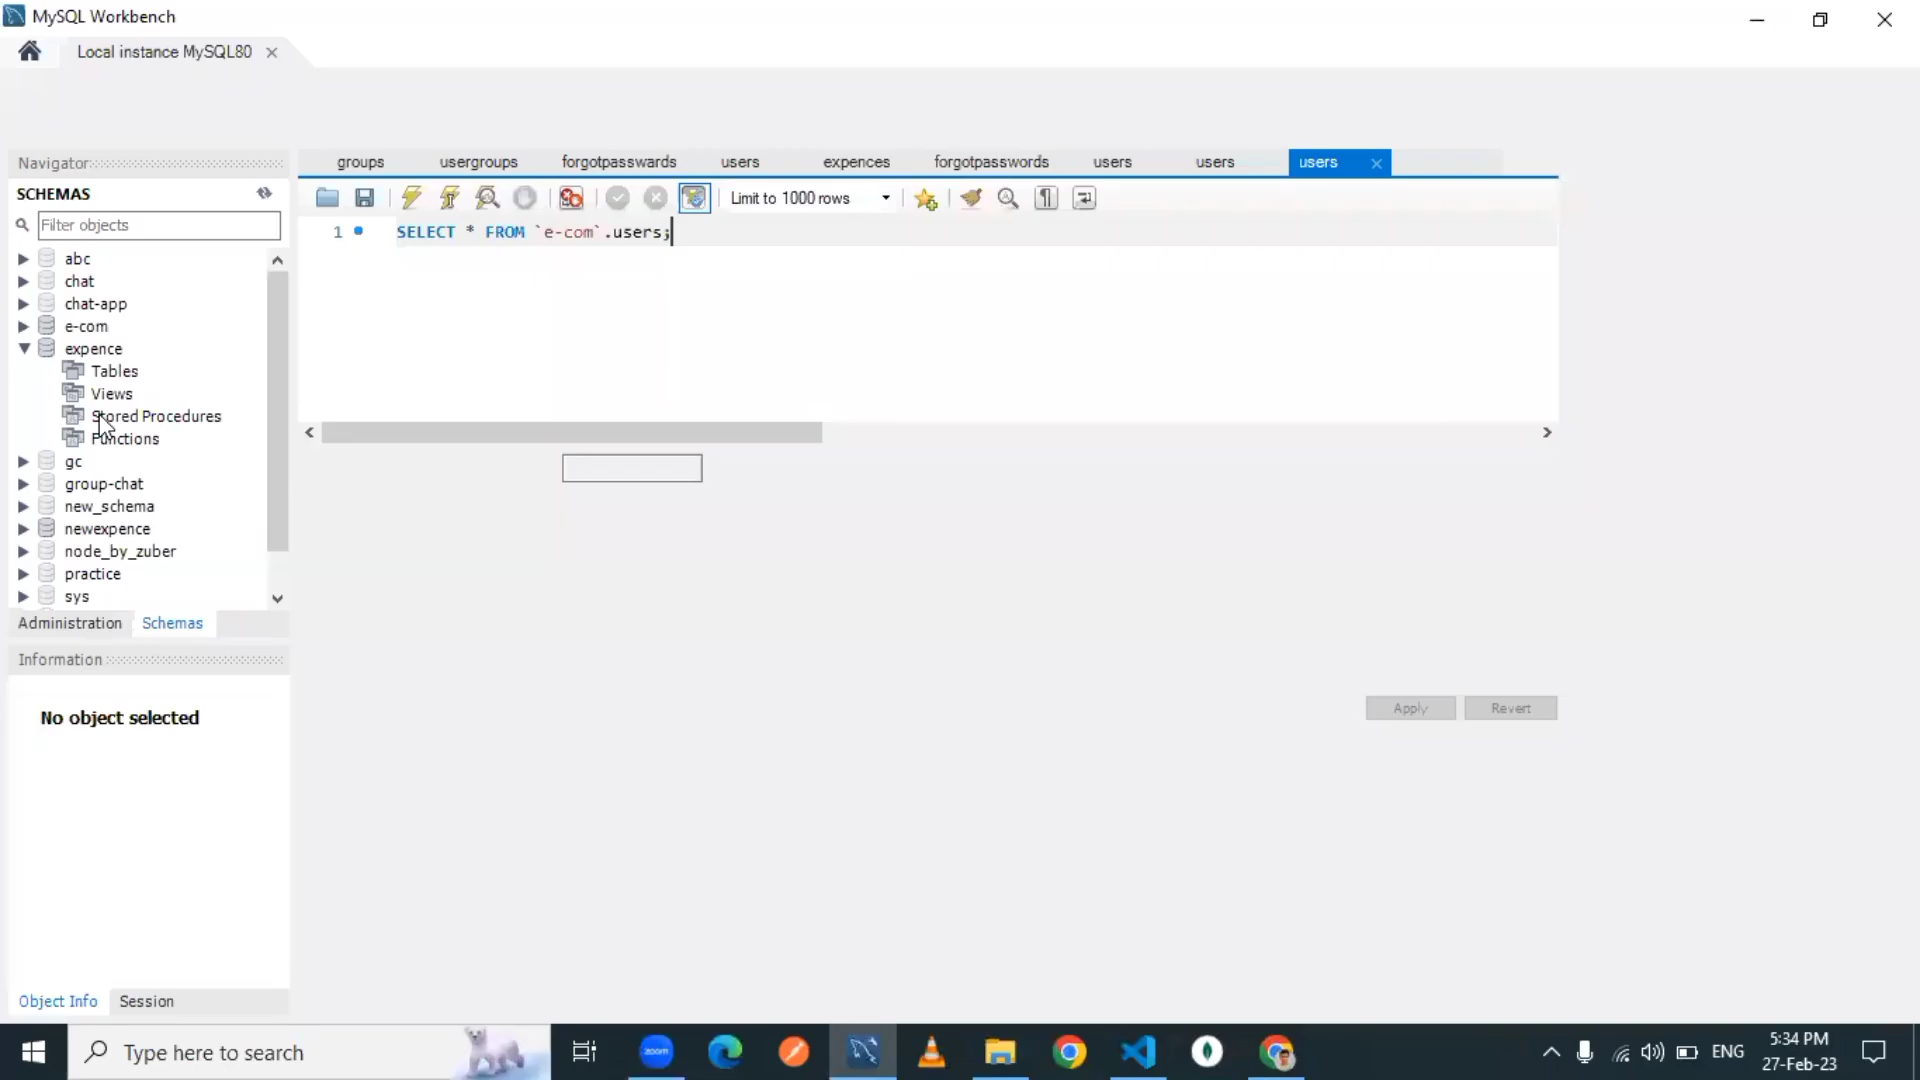 MySQL Workbench
Local instance MySQL80
Navigator
SCHEMAS
Filter objects
abc
chat
chat-app
e-com
expence
Tables
Views
Stored Procedures
Functions
gc
group-chat
new_schema
newexpence
node_by_zuber
practice
sys
Administration Schemas
Information
No object selected
Object Info Session
groups usergroups forgotpasswards users expences forgotpasswords users users users
Limit to 1000 rows
1 SELECT * FROM `e-com`.users;
Apply Revert
Type here to search
zoom
ENG
5:34 PM
27-Feb-23